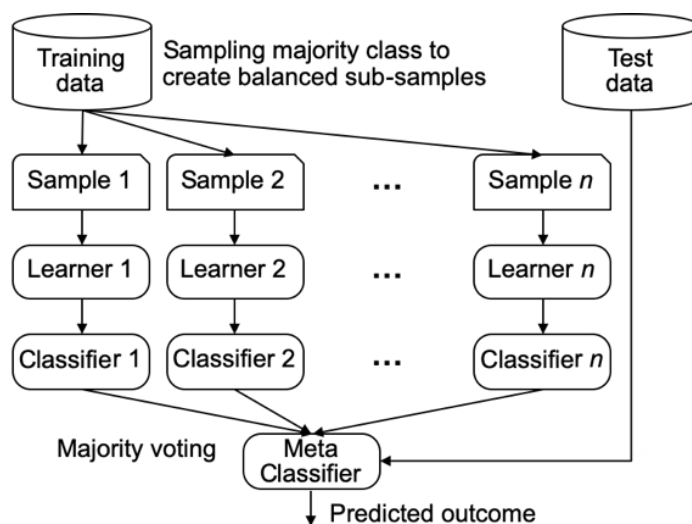 Training
data
Sampling majority class to
create balanced sub-samples
Test
data
Sample 1
Sample 2
...
Sample n
Learner 1
Learner 2
...
Learner n
Classifier 1
Classifier 2
...
Classifier n
Majority voting
Meta
Classifier
Predicted outcome